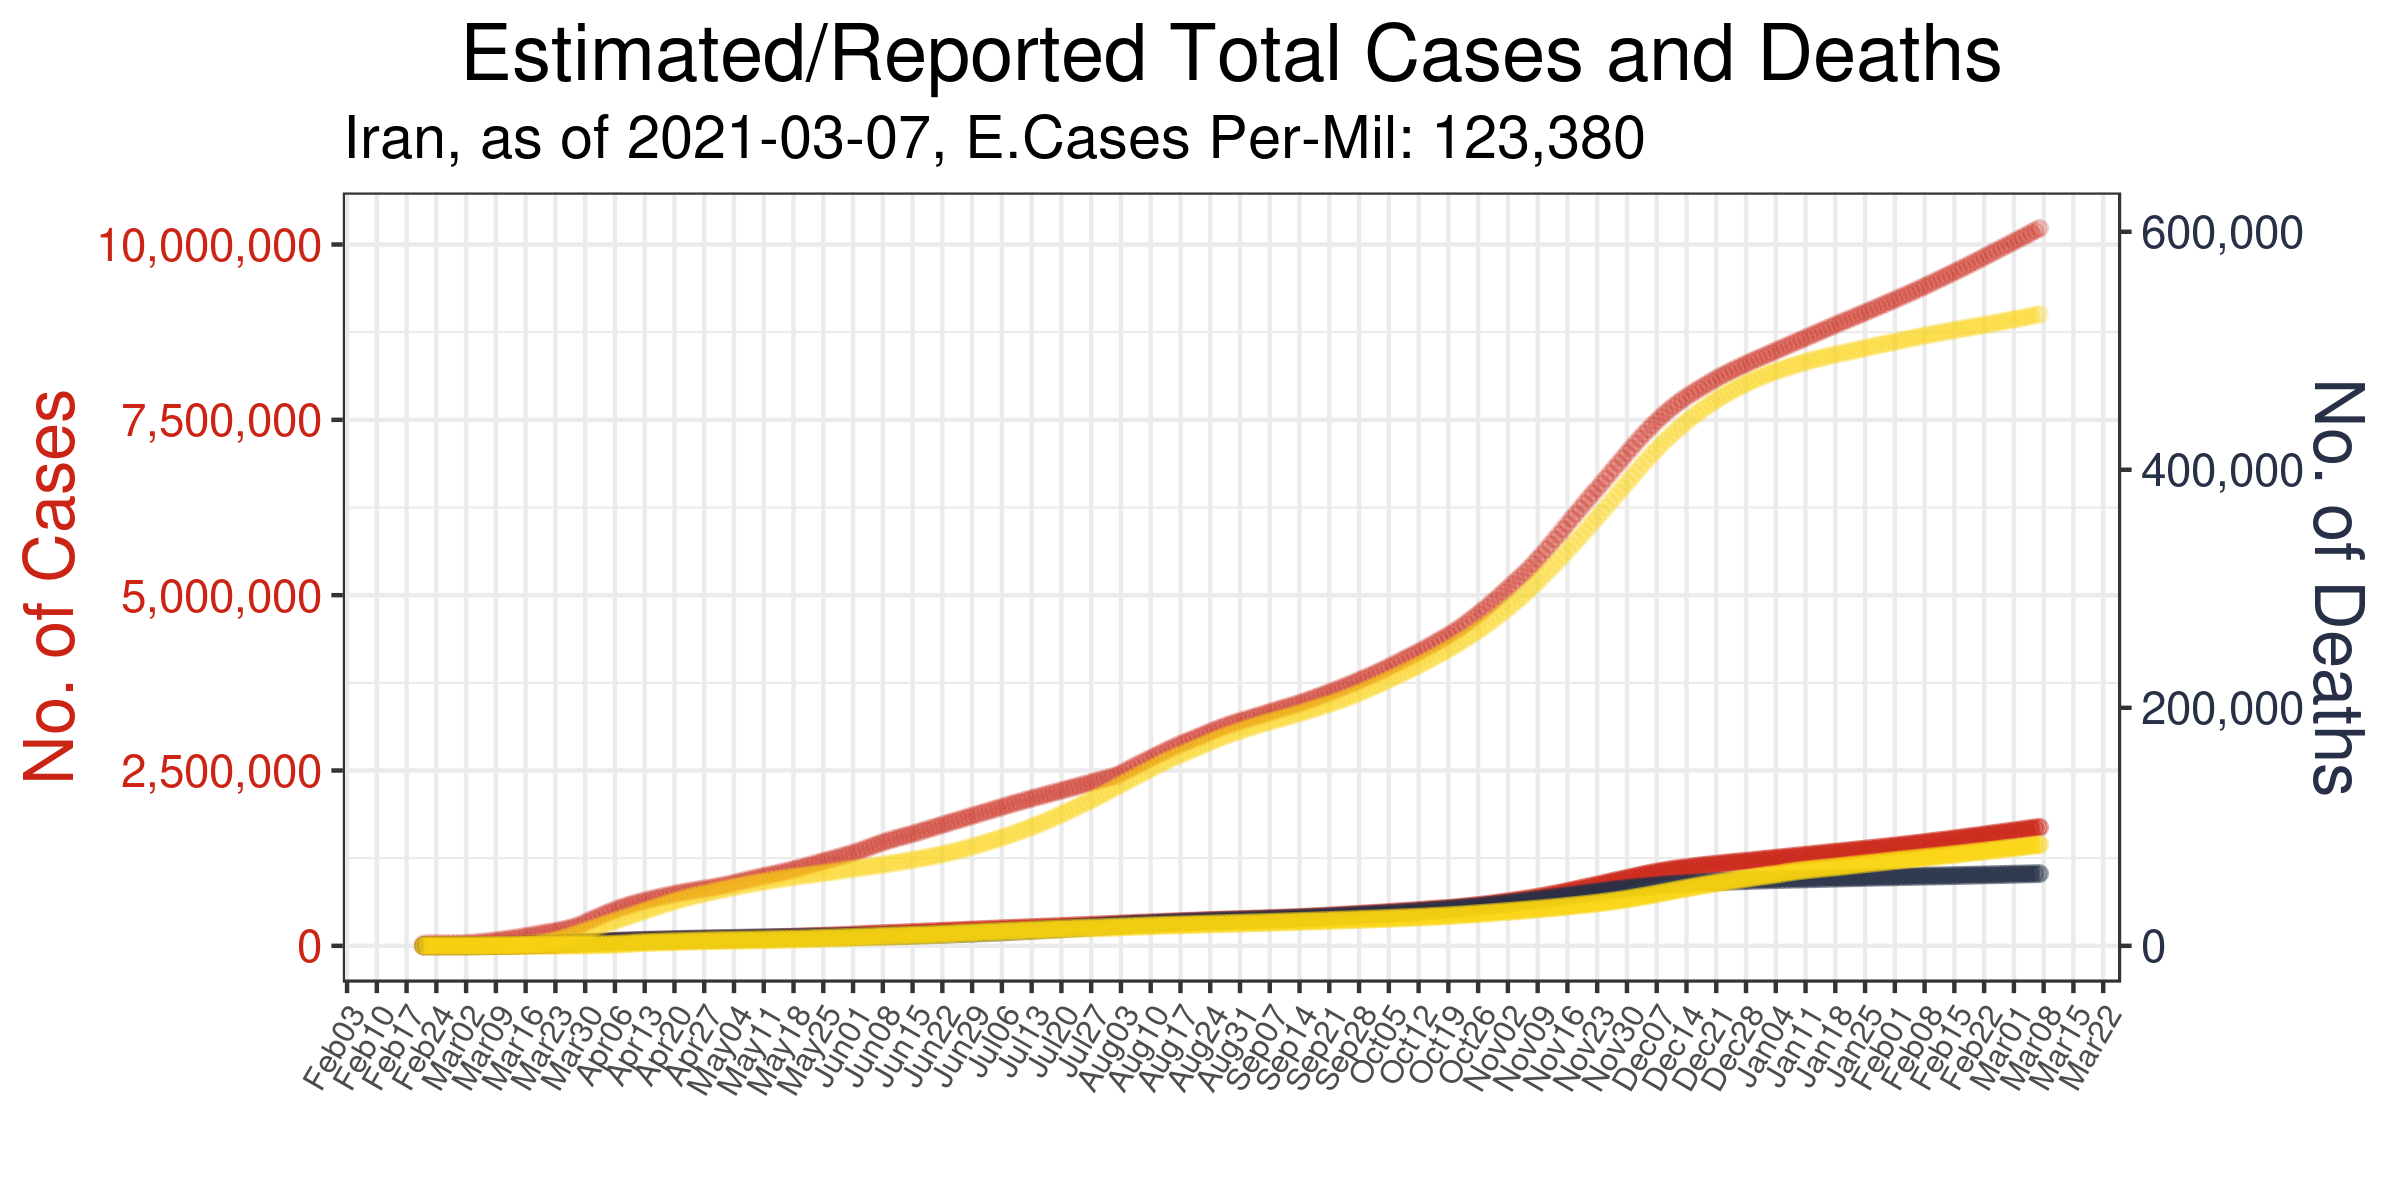 Estimated/Reported Total Cases and Deaths
Iran, as of 2021-03-07, E.Cases Per-Mil: 123,380
No. of Cases
10,000,000
7,500,000
5,000,000
2,500,000
0
600,000
400,000
200,000
0
No. of Deaths
Feb03
Feb10
Feb17
Feb24
Mar02
Mar09
Mar16
Mar23
Mar30
Apr06
Apr13
Apr20
Apr27
May04
May11
May18
May25
Jun01
Jun08
Jun15
Jun22
Jun29
Jul06
Jul13
Jul20
Jul27
Aug03
Aug10
Aug17
Aug24
Aug31
Sep07
Sep14
Sep21
Sep28
Oct05
Oct12
Oct19
Oct26
Nov02
Nov09
Nov16
Nov23
Nov30
Dec07
Dec14
Dec21
Dec28
Jan04
Jan11
Jan18
Jan25
Feb01
Feb08
Feb15
Feb22
Mar01
Mar08
Mar15
Mar22